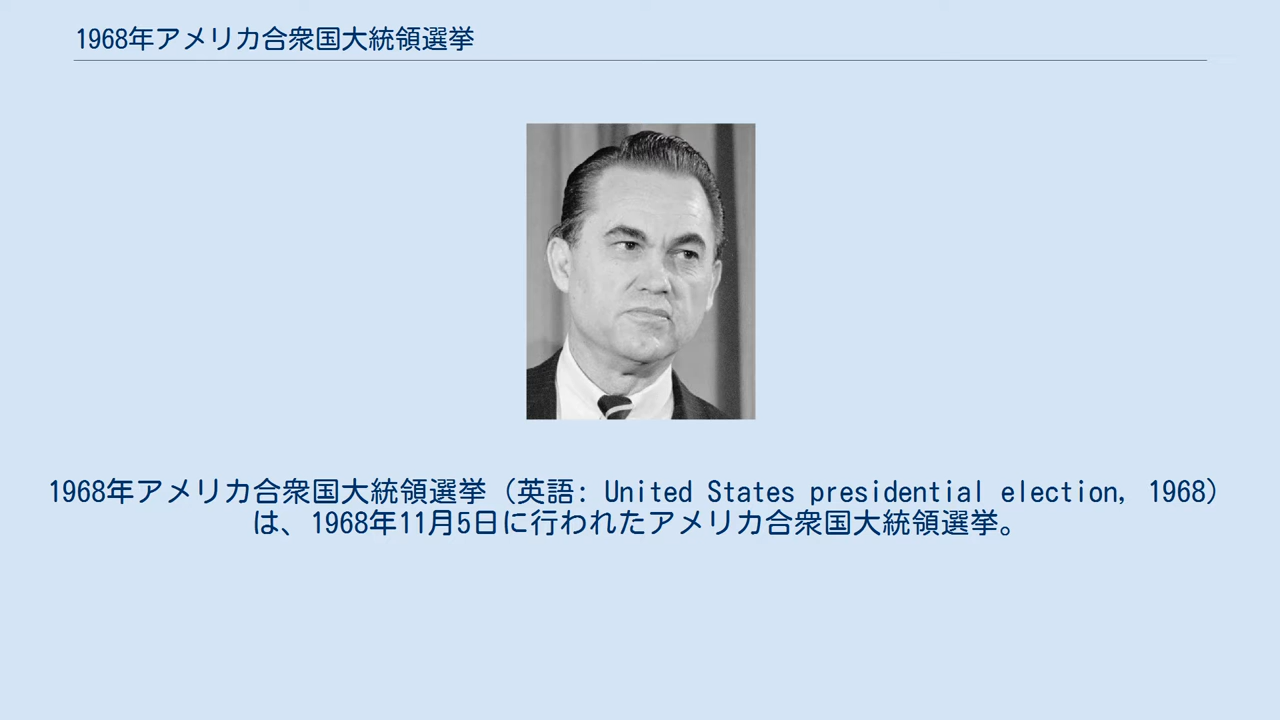 1968年アメリカ合衆国大統領選挙
1968年アメリカ合衆国大統領選挙（英語: United States presidential election, 1968）
は、1968年11月5日に行われたアメリカ合衆国大統領選挙。